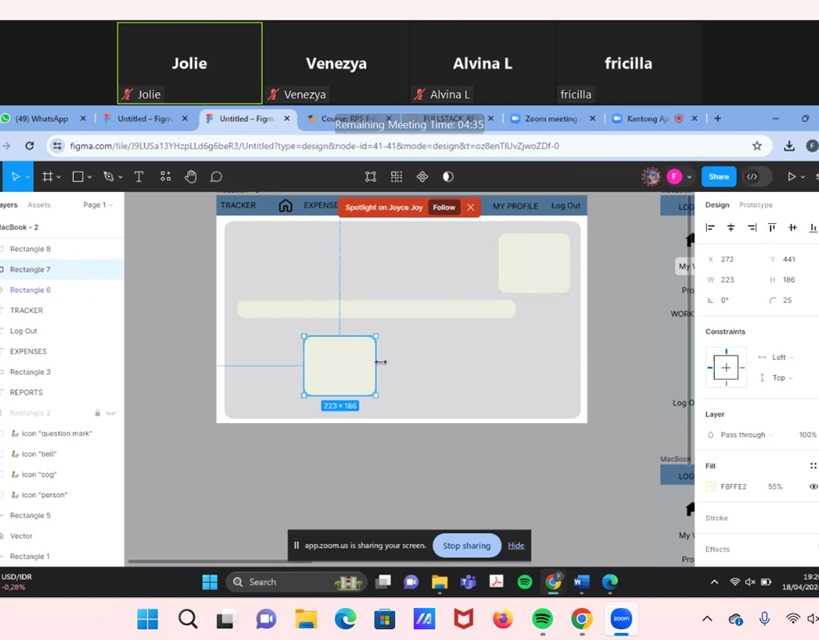 Jolie
Venezya
Alvina L
fricilla
Jolie
Venezya
Alvina L
fricilla
(49) WhatsApp
Untitled – Figm
Untitled – Figm
Zoom meeting
Kantong Aj
Remaining Meeting Time: 04:35
figma.com/file/J9LUSa13YHzpLLd6g6beR3/Untitled?type=design&node-id=41-41&mode=design&t=oz8enTlUvZjwoZDf-0
Share
ayers
Assets
Page 1
Design
Prototype
acBook - 2
Rectangle 8
Rectangle 7
Rectangle 6
TRACKER
Log Out
EXPENSES
Rectangle 3
REPORTS
Rectangle 2
icon "question mark"
icon "bell"
icon "cog"
icon "person"
Rectangle 5
Vector
Rectangle 1
TRACKER
EXPENSE
Spotlight on Joyce Joy
Follow
MY PROFILE
Log Out
223 × 186
LOG
My
Pro
WORK
Log O
MacBook
LOG
My
Pro
X 272
Y 441
W 223
H 186
0°
25
Constraints
Left
Top
Layer
Pass through
100%
Fill
FBFFE2
55%
Stroke
Effects
app.zoom.us is sharing your screen.
Stop sharing
Hide
USD/IDR
-0,28%
Search
19:2
18/04/202
zoom